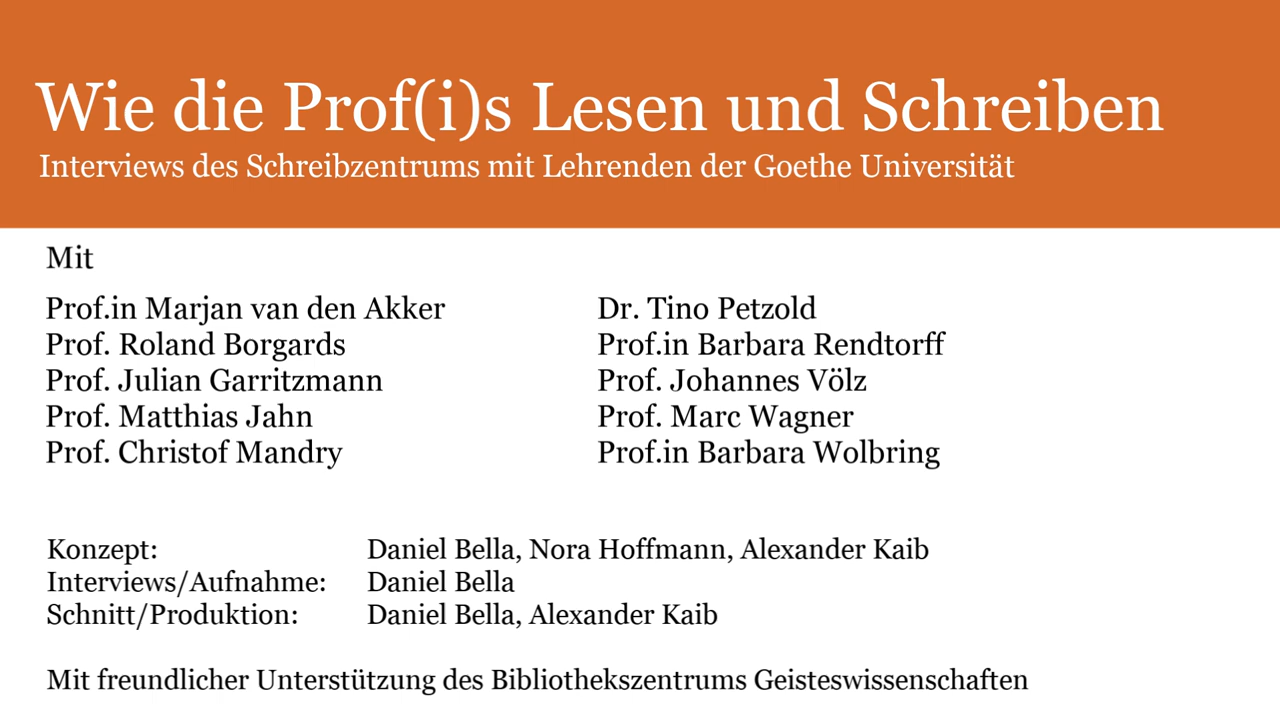 Wie die Prof(i)s Lesen und Schreiben
Interviews des Schreibzentrums mit Lehrenden der Goethe Universität
Mit
Prof.in Marjan van den Akker
Prof. Roland Borgards
Prof. Julian Garritzmann
Prof. Matthias Jahn
Prof. Christof Mandry
Dr. Tino Petzold
Prof.in Barbara Rendtorff
Prof. Johannes Völz
Prof. Marc Wagner
Prof.in Barbara Wolbring
Konzept: Daniel Bella, Nora Hoffmann, Alexander Kaib
Interviews/Aufnahme: Daniel Bella
Schnitt/Produktion: Daniel Bella, Alexander Kaib
Mit freundlicher Unterstützung des Bibliothekszentrums Geisteswissenschaften